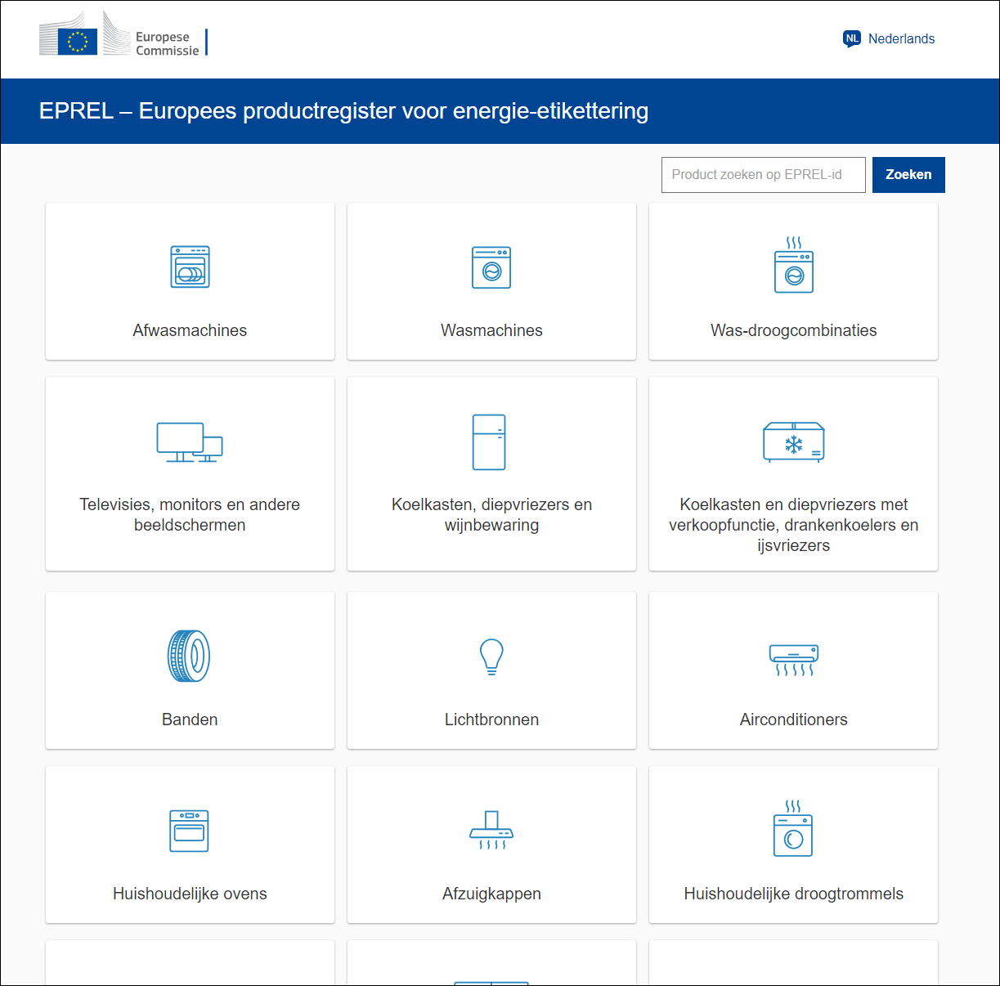 Europese
Commissie
NL Nederlands
EPREL – Europees productregister voor energie-etikettering
Product zoeken op EPREL-id
Zoeken
Afwasmachines
Wasmachines
Was-droogcombinaties
Televisies, monitors en andere
beeldschermen
Koelkasten, diepvriezers en
wijnbewaring
Koelkasten en diepvriezers met
verkoopfunctie, drankenkoelers en
ijsvriezers
Banden
Lichtbronnen
Airconditioners
Huishoudelijke ovens
Afzuigkappen
Huishoudelijke droogtrommels